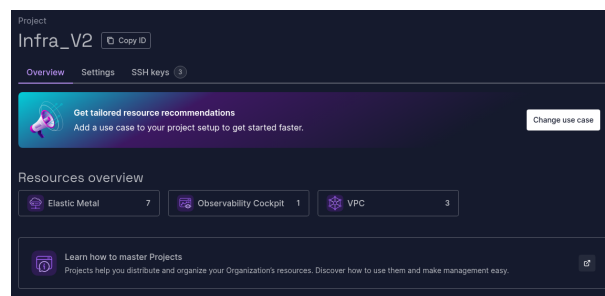 Project
Infra_V2 Copy ID
Overview Settings SSH keys 3
Get tailored resource recommendations
Add a use case to your project setup to get started faster.
Change use case
Resources overview
Elastic Metal 7 Observability Cockpit 1 VPC 3
Learn how to master Projects
Projects help you distribute and organize your Organization's resources. Discover how to use them and make management easy.